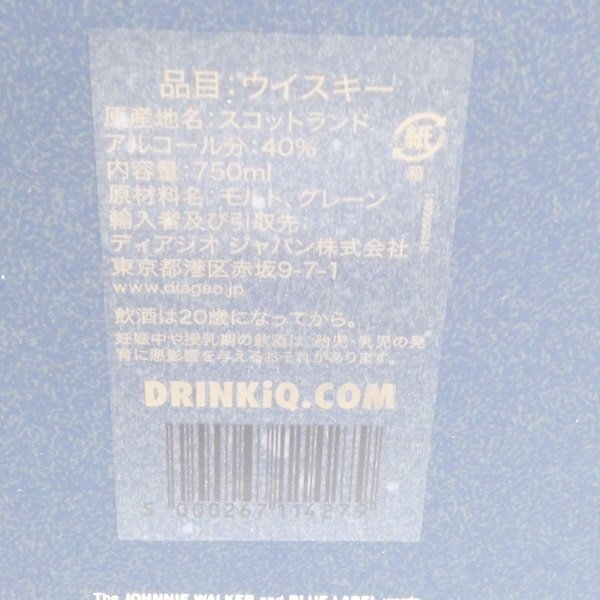 品目：ウイスキー
原産地名：スコットランド
アルコール分：40%
内容量：750ml
原材料名：モルト、グレーン
輸入者及び引取先：
ディアジオ ジャパン株式会社
東京都港区赤坂9-7-1
www.diageo.jp
紙
箱
飲酒は20歳になってから。
妊娠中や授乳期の飲酒は、胎児・乳児の発
育に悪影響を与えるおそれがあります。
DRINKiQ.COM
5 000267 114279
The JOHNNIE WALKER and BLUE LABEL words